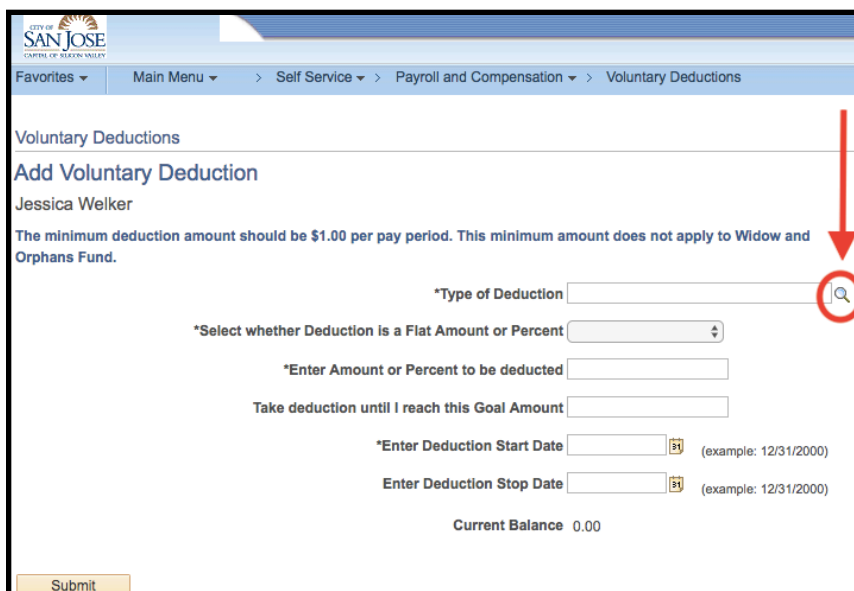 CITY OF
SAN JOSE
CAPITAL OF SILICON VALLEY
Favorites Main Menu > Self Service > Payroll and Compensation > Voluntary Deductions
Voluntary Deductions
Add Voluntary Deduction
Jessica Welker
The minimum deduction amount should be $1.00 per pay period. This minimum amount does not apply to Widow and
Orphans Fund.
*Type of Deduction
*Select whether Deduction is a Flat Amount or Percent
*Enter Amount or Percent to be deducted
Take deduction until I reach this Goal Amount
*Enter Deduction Start Date 31 (example: 12/31/2000)
Enter Deduction Stop Date 31 (example: 12/31/2000)
Current Balance 0.00
Submit